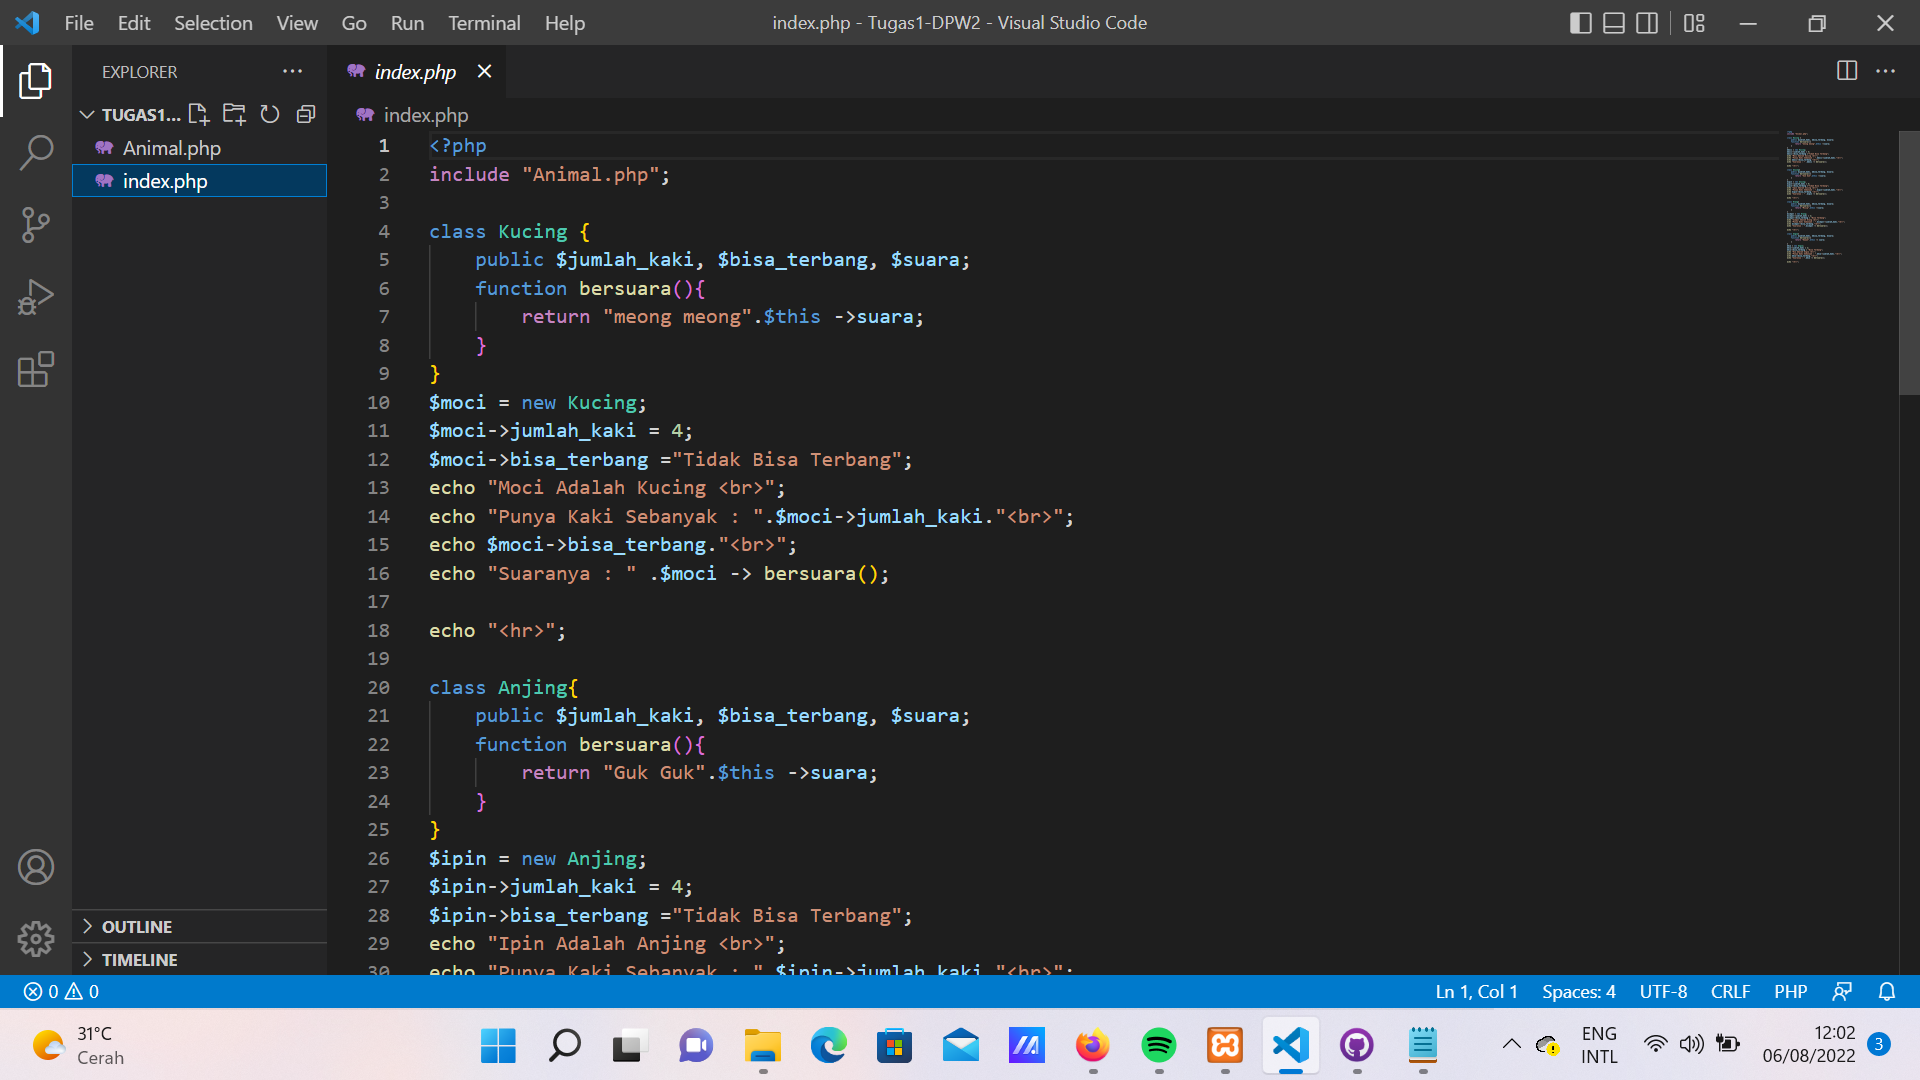 File Edit Selection View Go Run Terminal Help
index.php - Tugas1-DPW2 - Visual Studio Code
EXPLORER
TUGAS1...
Animal.php
index.php
OUTLINE
TIMELINE
index.php
index.php
1 <?php
2 include "Animal.php";
3
4 class Kucing {
5     public $jumlah_kaki, $bisa_terbang, $suara;
6     function bersuara(){
7         return "meong meong".$this ->suara;
8     }
9 }
10 $moci = new Kucing;
11 $moci->jumlah_kaki = 4;
12 $moci->bisa_terbang ="Tidak Bisa Terbang";
13 echo "Moci Adalah Kucing <br>";
14 echo "Punya Kaki Sebanyak : ".$moci->jumlah_kaki."<br>";
15 echo $moci->bisa_terbang."<br>";
16 echo "Suaranya : " .$moci -> bersuara();
17
18 echo "<hr>";
19
20 class Anjing{
21     public $jumlah_kaki, $bisa_terbang, $suara;
22     function bersuara(){
23         return "Guk Guk".$this ->suara;
24     }
25 }
26 $ipin = new Anjing;
27 $ipin->jumlah_kaki = 4;
28 $ipin->bisa_terbang ="Tidak Bisa Terbang";
29 echo "Ipin Adalah Anjing <br>";
30 echo "Punya Kaki Sebanyak : ".$ipin->jumlah_kaki."<br>";
0 0
Ln 1, Col 1 Spaces: 4 UTF-8 CRLF PHP
31°C
Cerah
ENG
INTL
12:02
06/08/2022
3